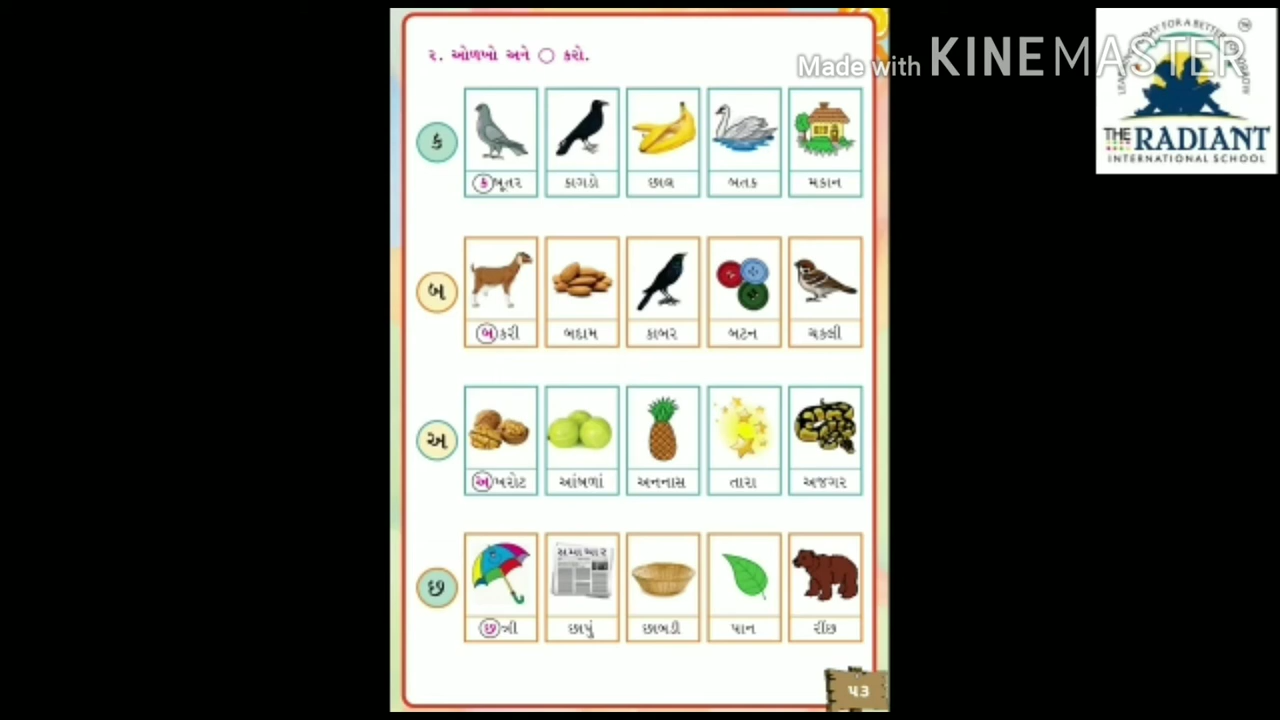 ૨. ઓળખો અને ○ કરો.
Made with KINEMASTER
THE RADIANT
INTERNATIONAL SCHOOL
ક
કબૂતર કાગડો છાલ બતક મકાન
બ
બકરી બદામ કાબર બટન ચકલી
અ
અખરોટ આંબળાં અનનાસ તારા અજગર
સમાચાર
છ
છત્રી છાપું છાબડી પાન રીંછ
૫૩